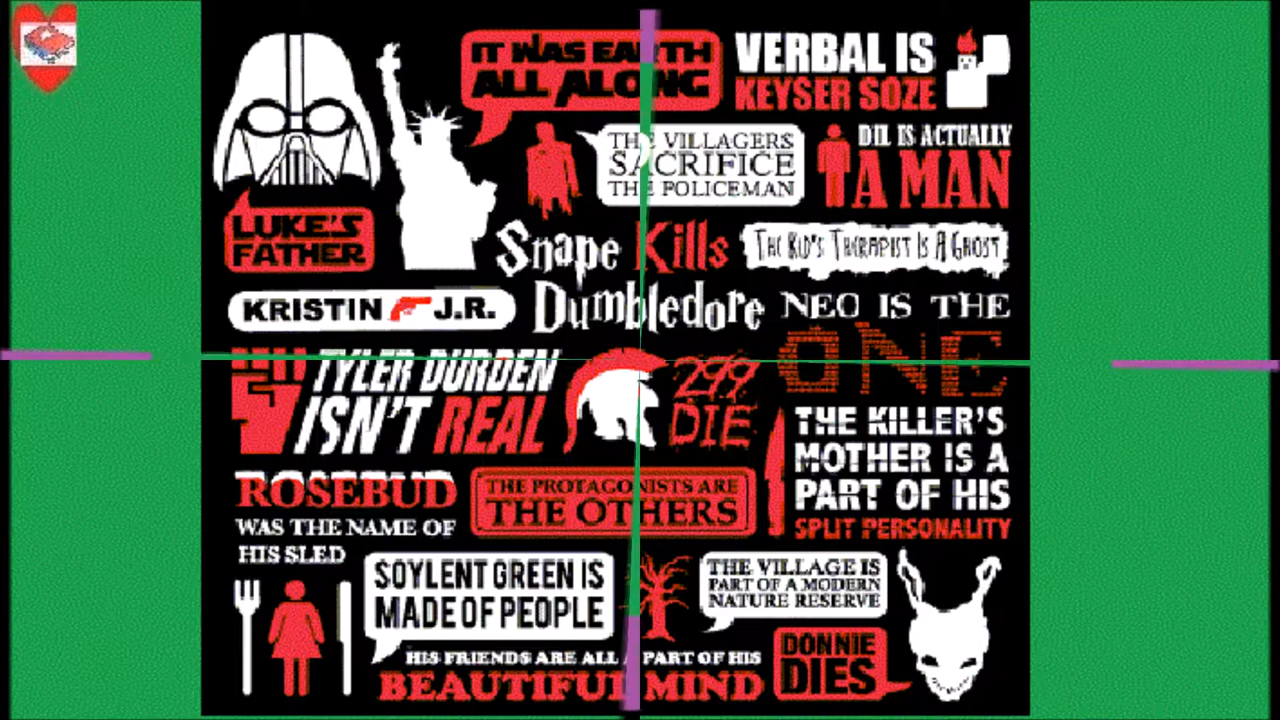 IT WAS EARTH
ALL ALONG
VERBAL IS
KEYSER SOZE
THE VILLAGERS
SACRIFICE
THE POLICEMAN
DIL IS ACTUALLY
A MAN
LUKE'S
FATHER
Snape Kills
Dumbledore
THE KID'S THERAPIST IS A GHOST
KRISTIN J.R.
NEO IS THE
ONE
TYLER DURDEN
ISN'T REAL
299
DIE
THE KILLER'S
MOTHER IS A
PART OF HIS
SPLIT PERSONALITY
ROSEBUD
WAS THE NAME OF
HIS SLED
THE PROTAGONISTS ARE
THE OTHERS
SOYLENT GREEN IS
MADE OF PEOPLE
THE VILLAGE IS
PART OF A MODERN
NATURE RESERVE
DONNIE
DIES
HIS FRIENDS ARE ALL A PART OF HIS
BEAUTIFUL MIND